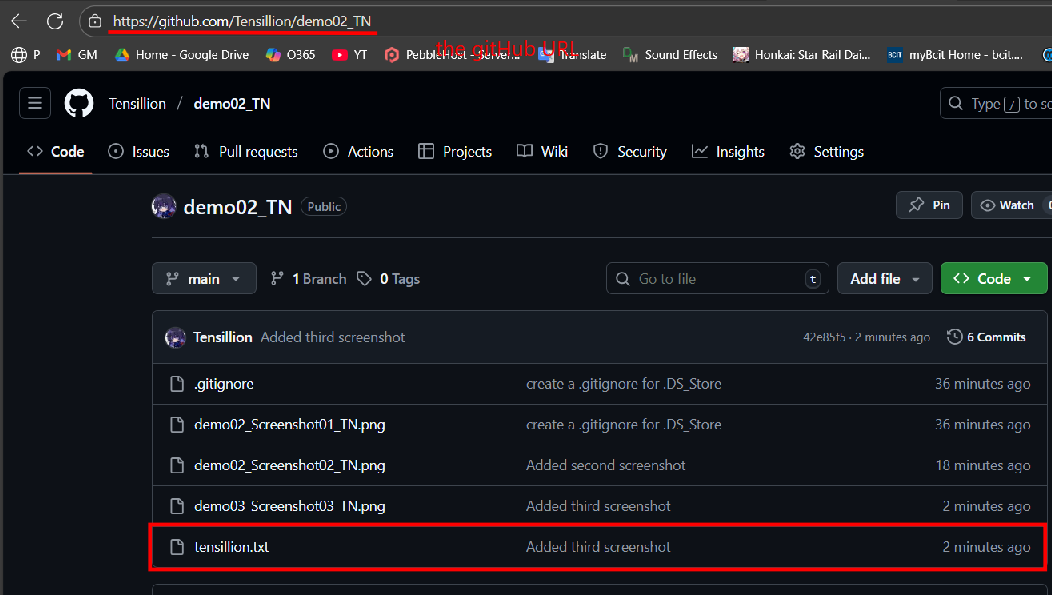 https://github.com/Tensillion/demo02_TN
P GM Home - Google Drive O365 YT PebbleHost - Server... Translate Sound Effects Honkai: Star Rail Dai... BCIT myBcit Home - bcit....
the gitHub URL
Tensillion / demo02_TN Type / to se
Code Issues Pull requests Actions Projects Wiki Security Insights Settings
demo02_TN Public Pin Watch
main 1 Branch 0 Tags Go to file t Add file Code
Tensillion Added third screenshot 42e85f5 · 2 minutes ago 6 Commits
.gitignore create a .gitignore for .DS_Store 36 minutes ago
demo02_Screenshot01_TN.png create a .gitignore for .DS_Store 36 minutes ago
demo02_Screenshot02_TN.png Added second screenshot 18 minutes ago
demo03_Screenshot03_TN.png Added third screenshot 2 minutes ago
tensillion.txt Added third screenshot 2 minutes ago